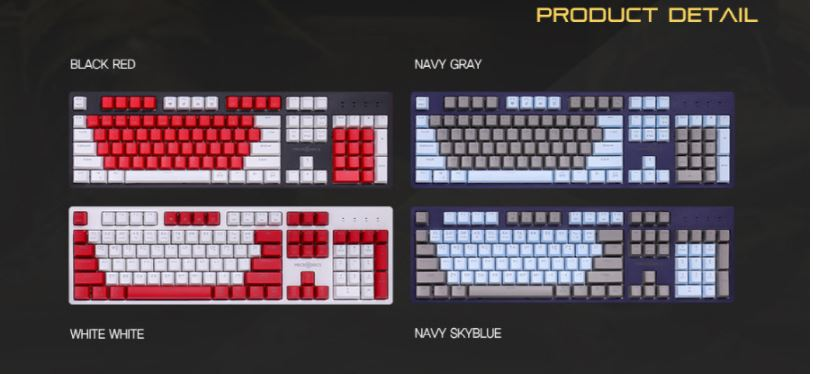 PRODUCT DETAIL
BLACK RED
NAVY GRAY
WHITE WHITE
NAVY SKYBLUE